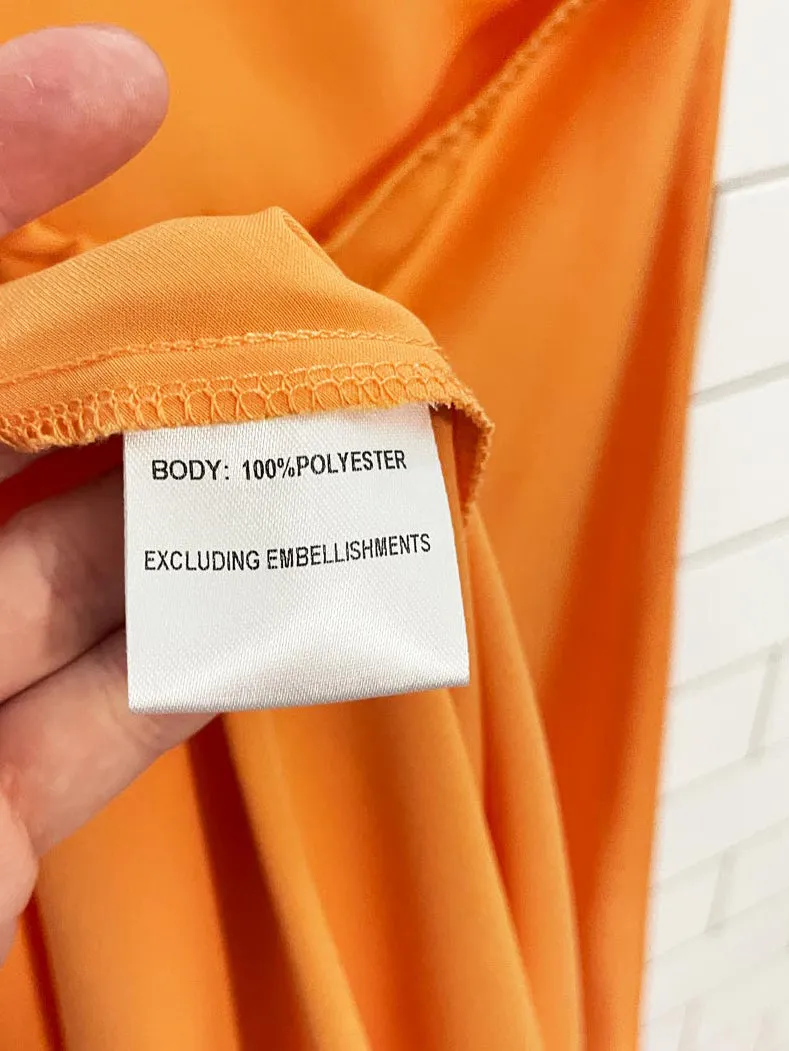 BODY: 100%POLYESTER
EXCLUDING EMBELLISHMENTS